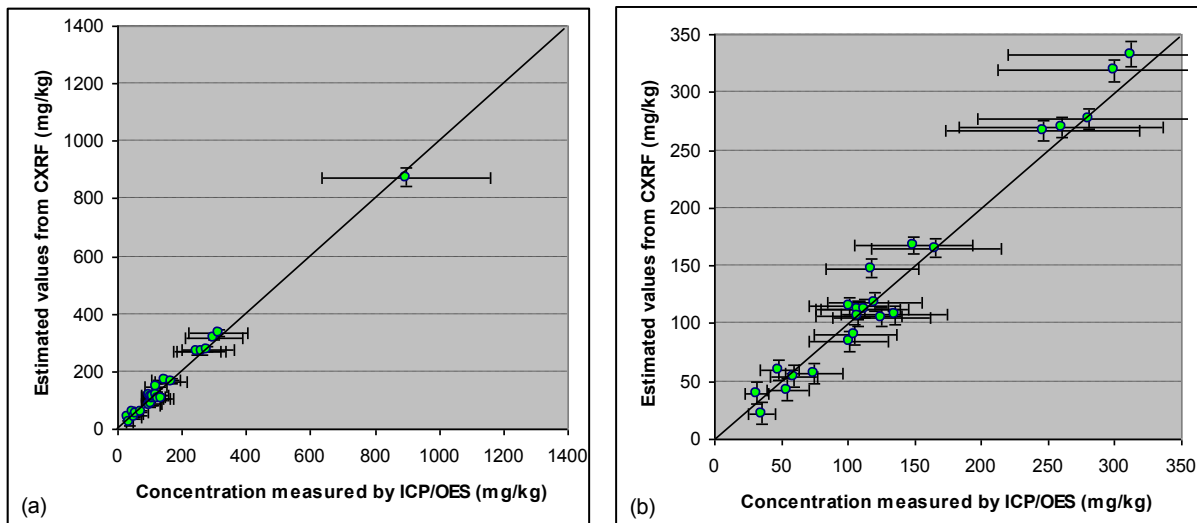 1400
1200
1000
800
600
400
200
0
0 200 400 600 800 1000 1200 1400
Estimated values from CXRF (mg/kg)
Concentration measured by ICP/OES (mg/kg)
(a)
350
300
250
200
150
100
50
0
0 50 100 150 200 250 300 350
Estimated values from CXRF (mg/kg)
Concentration measured by ICP/OES (mg/kg)
(b)